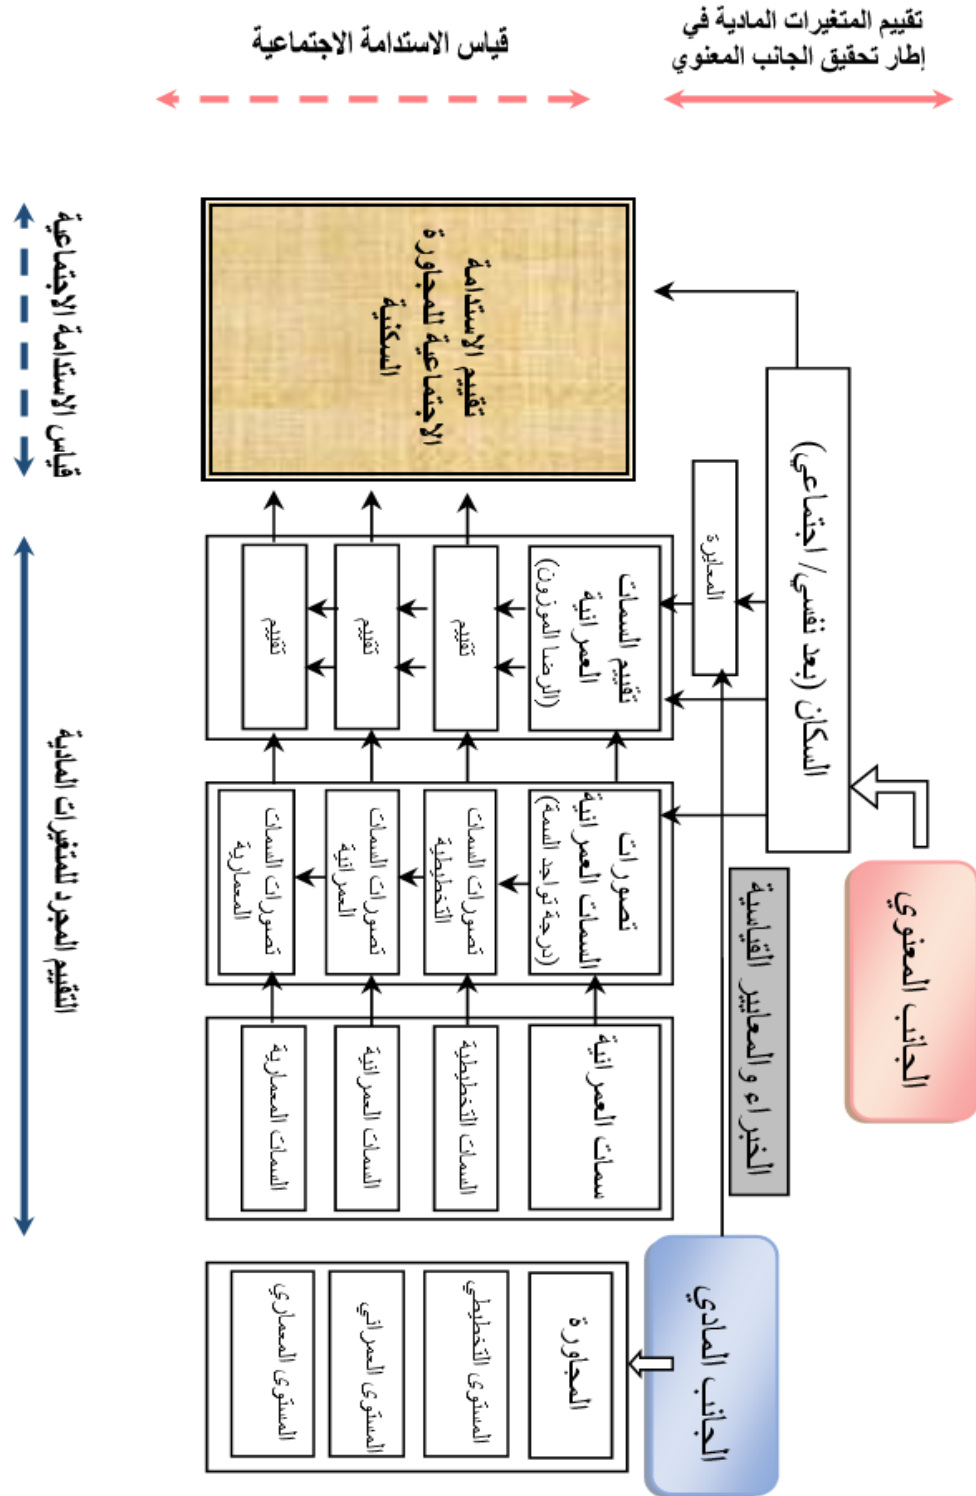 تقييم المتغيرات المادية في
إطار تحقيق الجانب المعنوي
قياس الاستدامة الاجتماعية
الجانب المعنوي
السكان (بعد نفسي/ اجتماعي)
الخبراء والمعايير القياسية
المعايرة
الجانب المادي
المجاورة
المستوى التخطيطي
المستوى العمراني
المستوى المعماري
سمات العمرانية
السمات التخطيطية
السمات العمرانية
السمات المعمارية
تصورات
السمات العمرانية
(درجة تواجد السمة)
تصورات السمات
التخطيطية
تصورات السمات
العمرانية
تصورات السمات
المعمارية
تقييم السمات
العمرانية
(الرضا الموزون)
تقييم
تقييم
تقييم
تقييم الاستدامة
الاجتماعية للمجاورة
السكنية
التقييم المجرد للمتغيرات المادية
قياس الاستدامة الاجتماعية